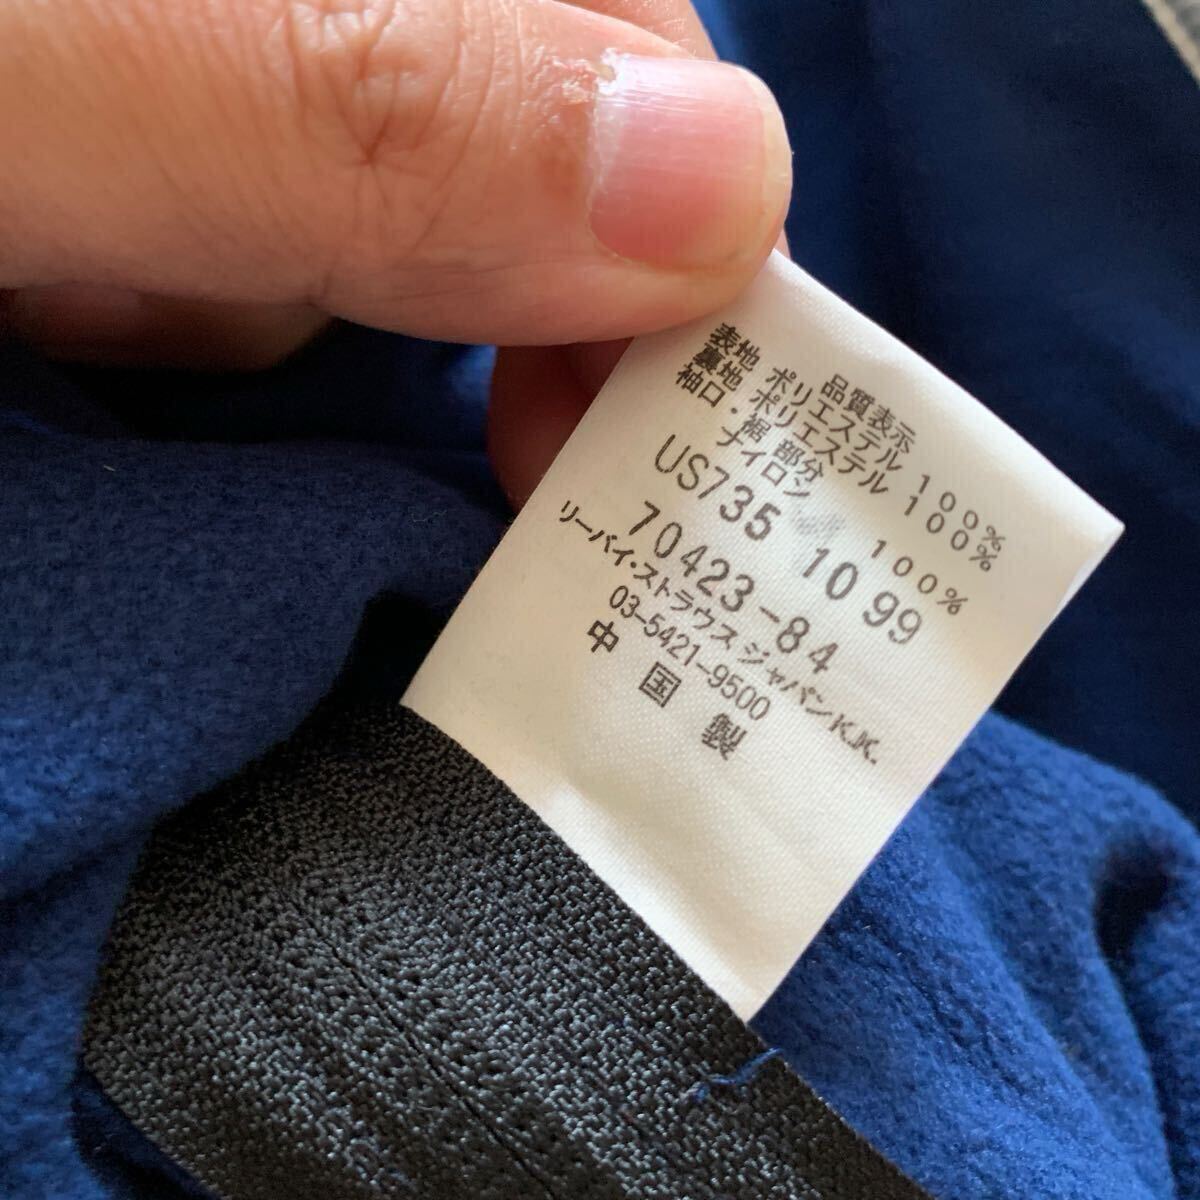 品質表示
表地 ポリエステル 100%
裏地 ポリエステル 100%
袖口・裾 部分
ナイロン 100%
US735 10 99
70423-84
リーバイ・ストラウス ジャパン K.K.
03-5421-9500
中国製